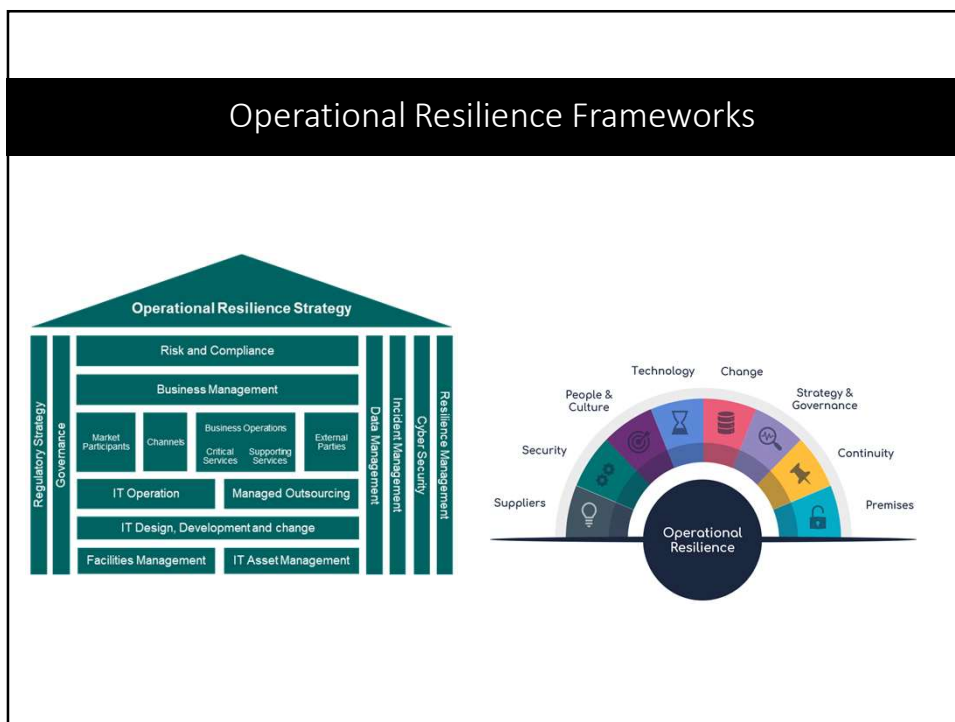 Operational Resilience Frameworks
Operational Resilience Strategy
Regulatory Strategy
Governance
Risk and Compliance
Business Management
Market
Participants
Channels
Business Operations
Critical
Services
Supporting
Services
External
Parties
IT Operation
Managed Outsourcing
IT Design, Development and change
Facilities Management
IT Asset Management
Data Management
Incident Management
Cyber Security
Resilience Management
Suppliers
Security
People &
Culture
Technology
Change
Strategy &
Governance
Continuity
Premises
Operational
Resilience